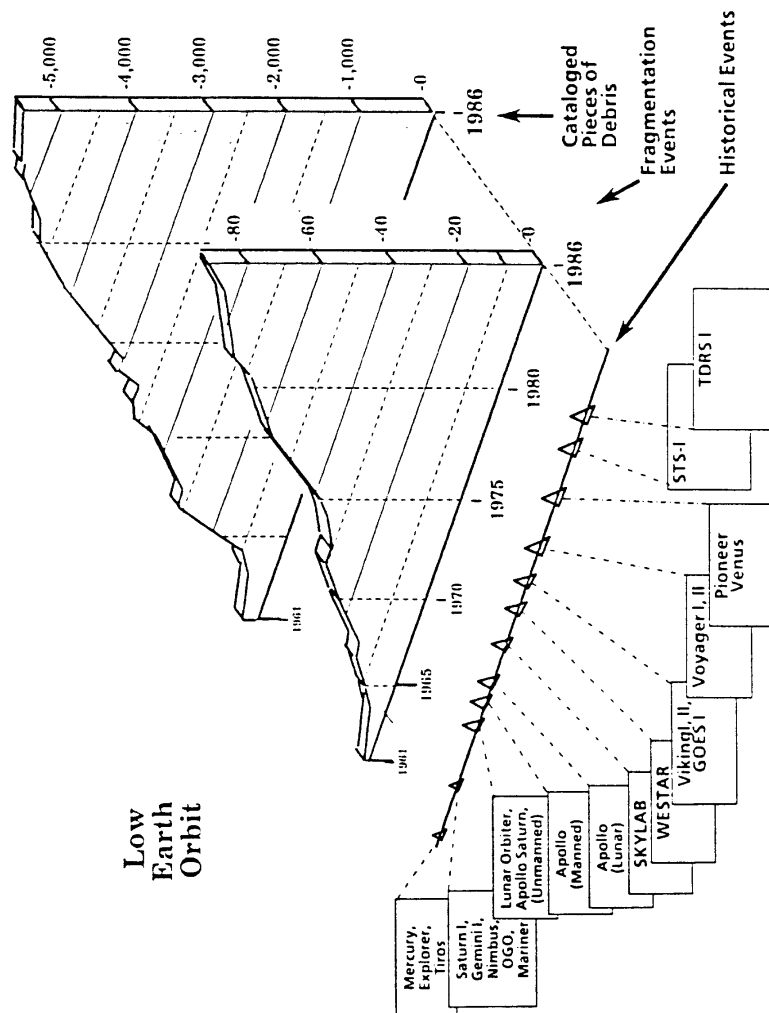 Low
Earth
Orbit
-5,000
-4,000
-3,000
-2,000
-1,000
-0
1986
1961
Cataloged
Pieces of
Debris
-80
-60
-40
-20
-0
1986
1980
1975
1970
1965
1961
Fragmentation
Events
Historical Events
Mercury,
Explorer,
Tiros
Saturn I,
Gemini I,
Nimbus,
OGO,
Mariner
Lunar Orbiter,
Apollo Saturn,
(Unmanned)
Apollo
(Manned)
Apollo
(Lunar)
SKYLAB
WESTAR
VikingI, II,
GOES I
Voyager I, II
Pioneer
Venus
STS-I
TDRS I